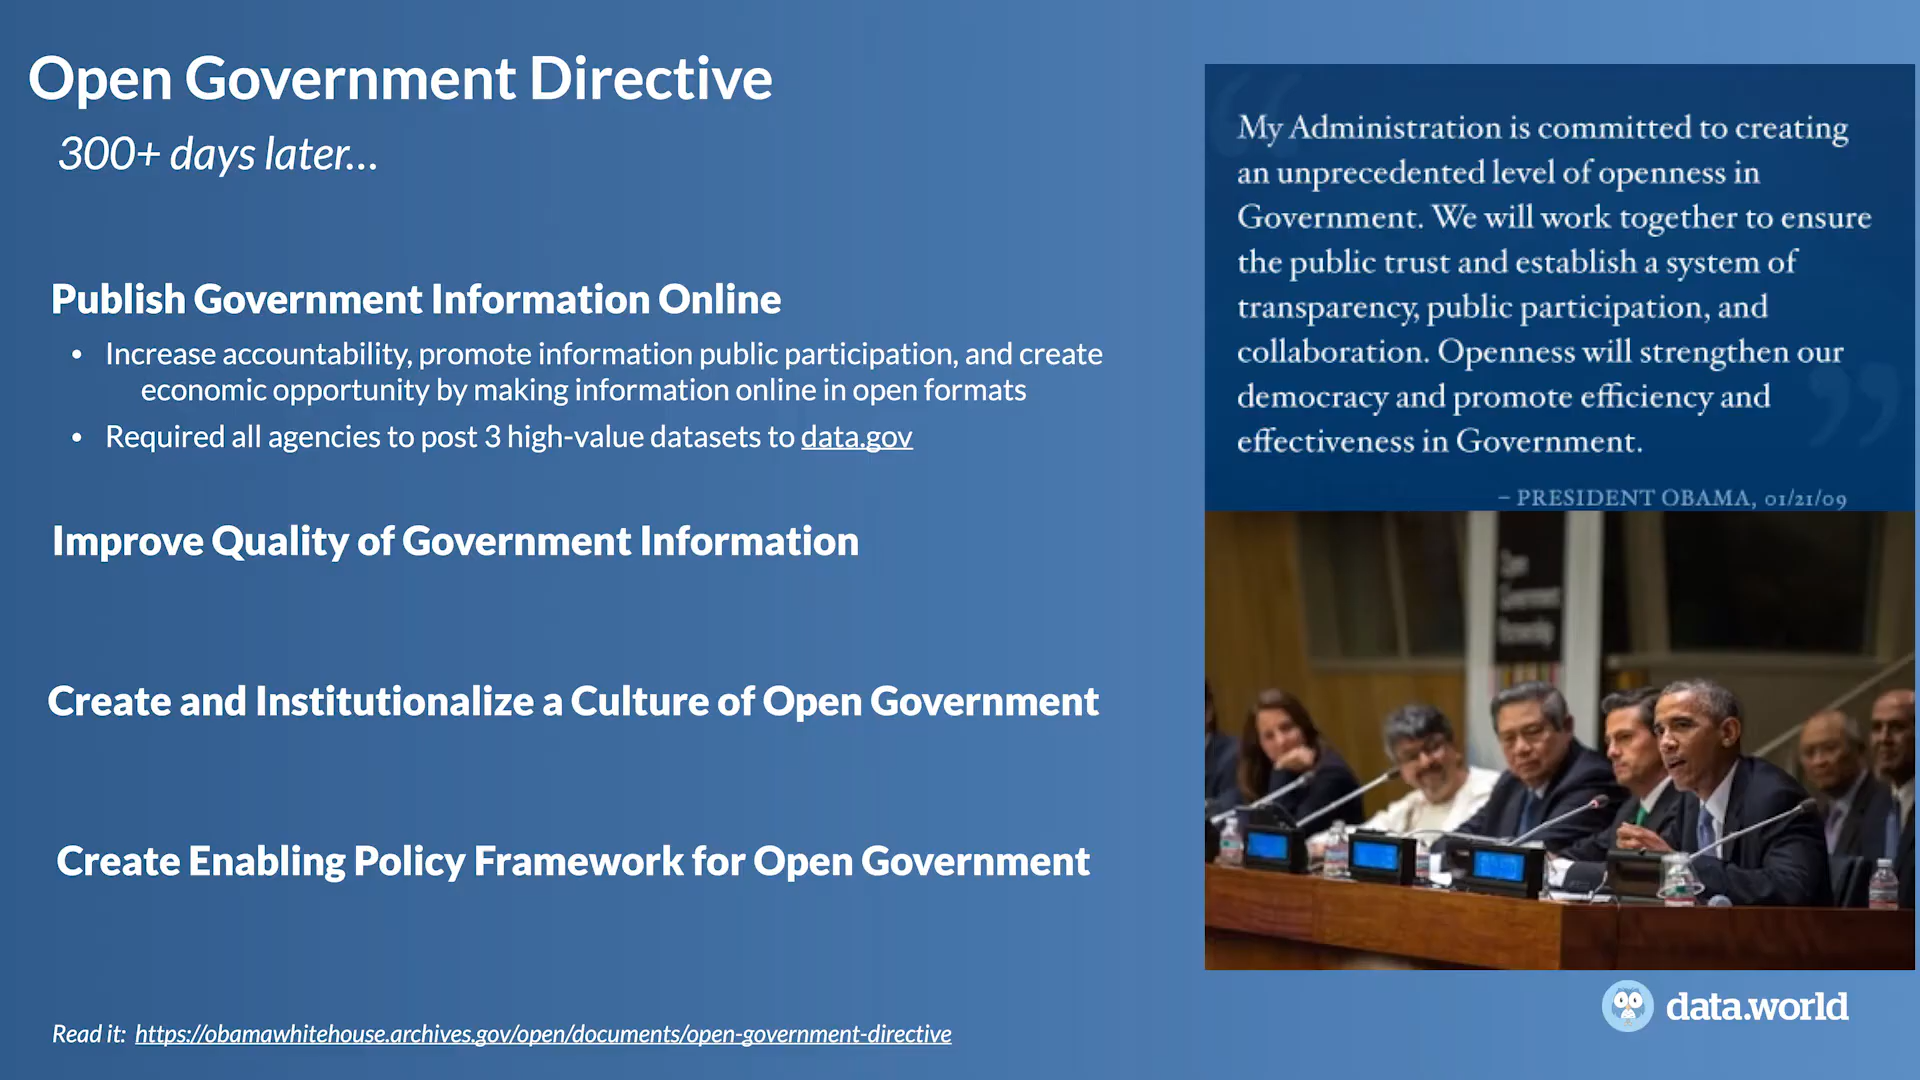 Open Government Directive
300+ days later...
Publish Government Information Online
• Increase accountability, promote information public participation, and create
economic opportunity by making information online in open formats
• Required all agencies to post 3 high-value datasets to data.gov
Improve Quality of Government Information
Create and Institutionalize a Culture of Open Government
Create Enabling Policy Framework for Open Government
Read it: https://obamawhitehouse.archives.gov/open/documents/open-government-directive
“
My Administration is committed to creating
an unprecedented level of openness in
Government. We will work together to ensure
the public trust and establish a system of
transparency, public participation, and
collaboration. Openness will strengthen our
democracy and promote efficiency and
effectiveness in Government.
”
– PRESIDENT OBAMA, 01/21/09
Open
Government
Partnership
data.world